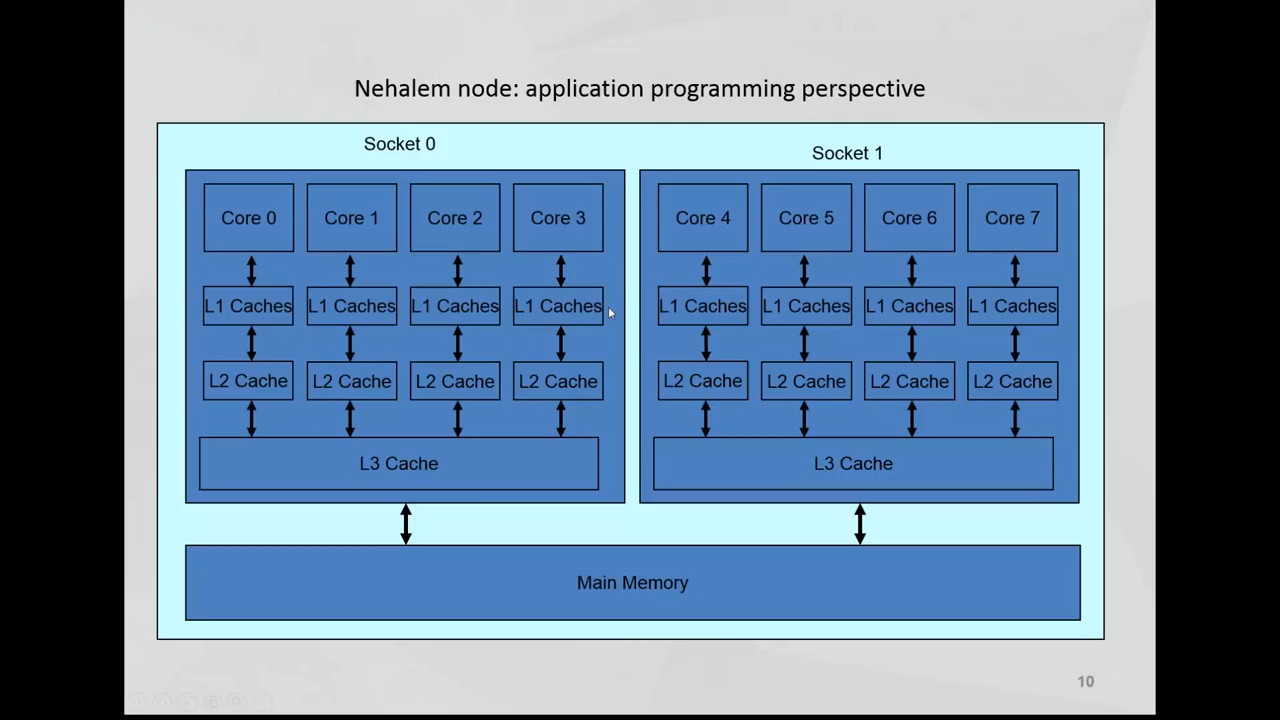 Nehalem node: application programming perspective
Socket 0
Socket 1
Core 0 Core 1 Core 2 Core 3 Core 4 Core 5 Core 6 Core 7
L1 Caches L1 Caches L1 Caches L1 Caches L1 Caches L1 Caches L1 Caches L1 Caches
L2 Cache L2 Cache L2 Cache L2 Cache L2 Cache L2 Cache L2 Cache L2 Cache
L3 Cache L3 Cache
Main Memory
10